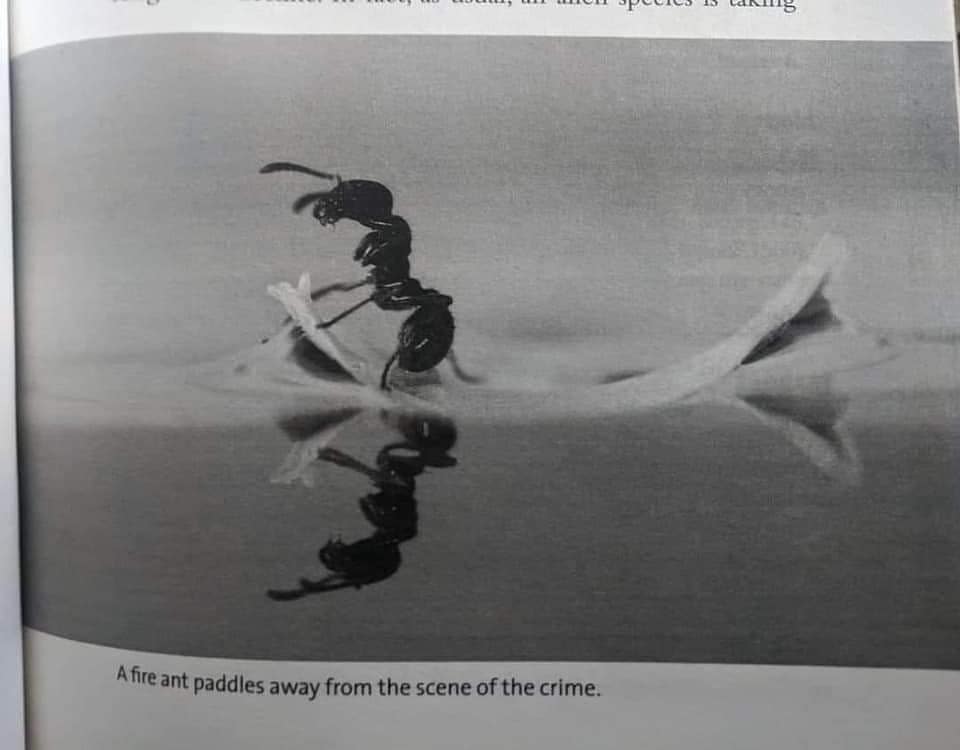 In fact, as usual, an alien species is taking
A fire ant paddles away from the scene of the crime.